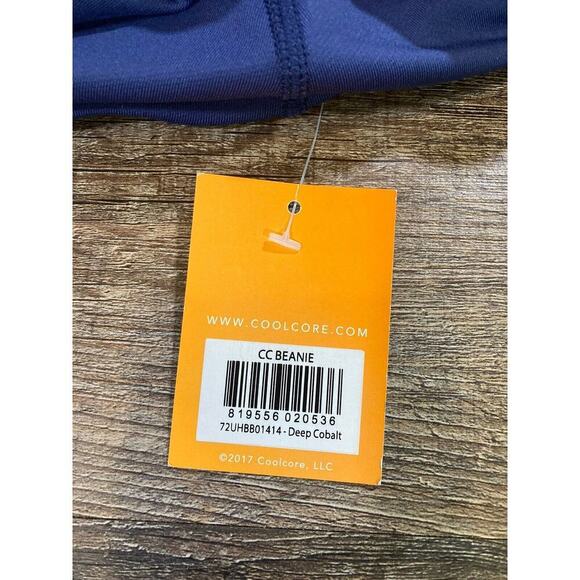 WWW.COOLCORE.COM
CC BEANIE
819556 020536
72UHBB01414 - Deep Cobalt
©2017 Coolcore, LLC